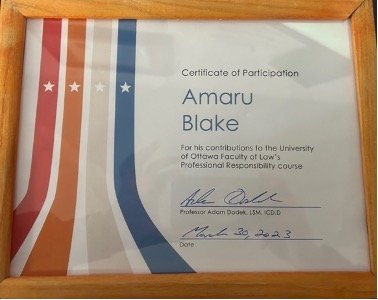 Certificate of Participation
Amaru
Blake
For his contributions to the University
of Ottawa Faculty of Law's
Professional Responsibility course
Professor Adam Dodek, LSM, ICD.D
March 30, 2023
Date